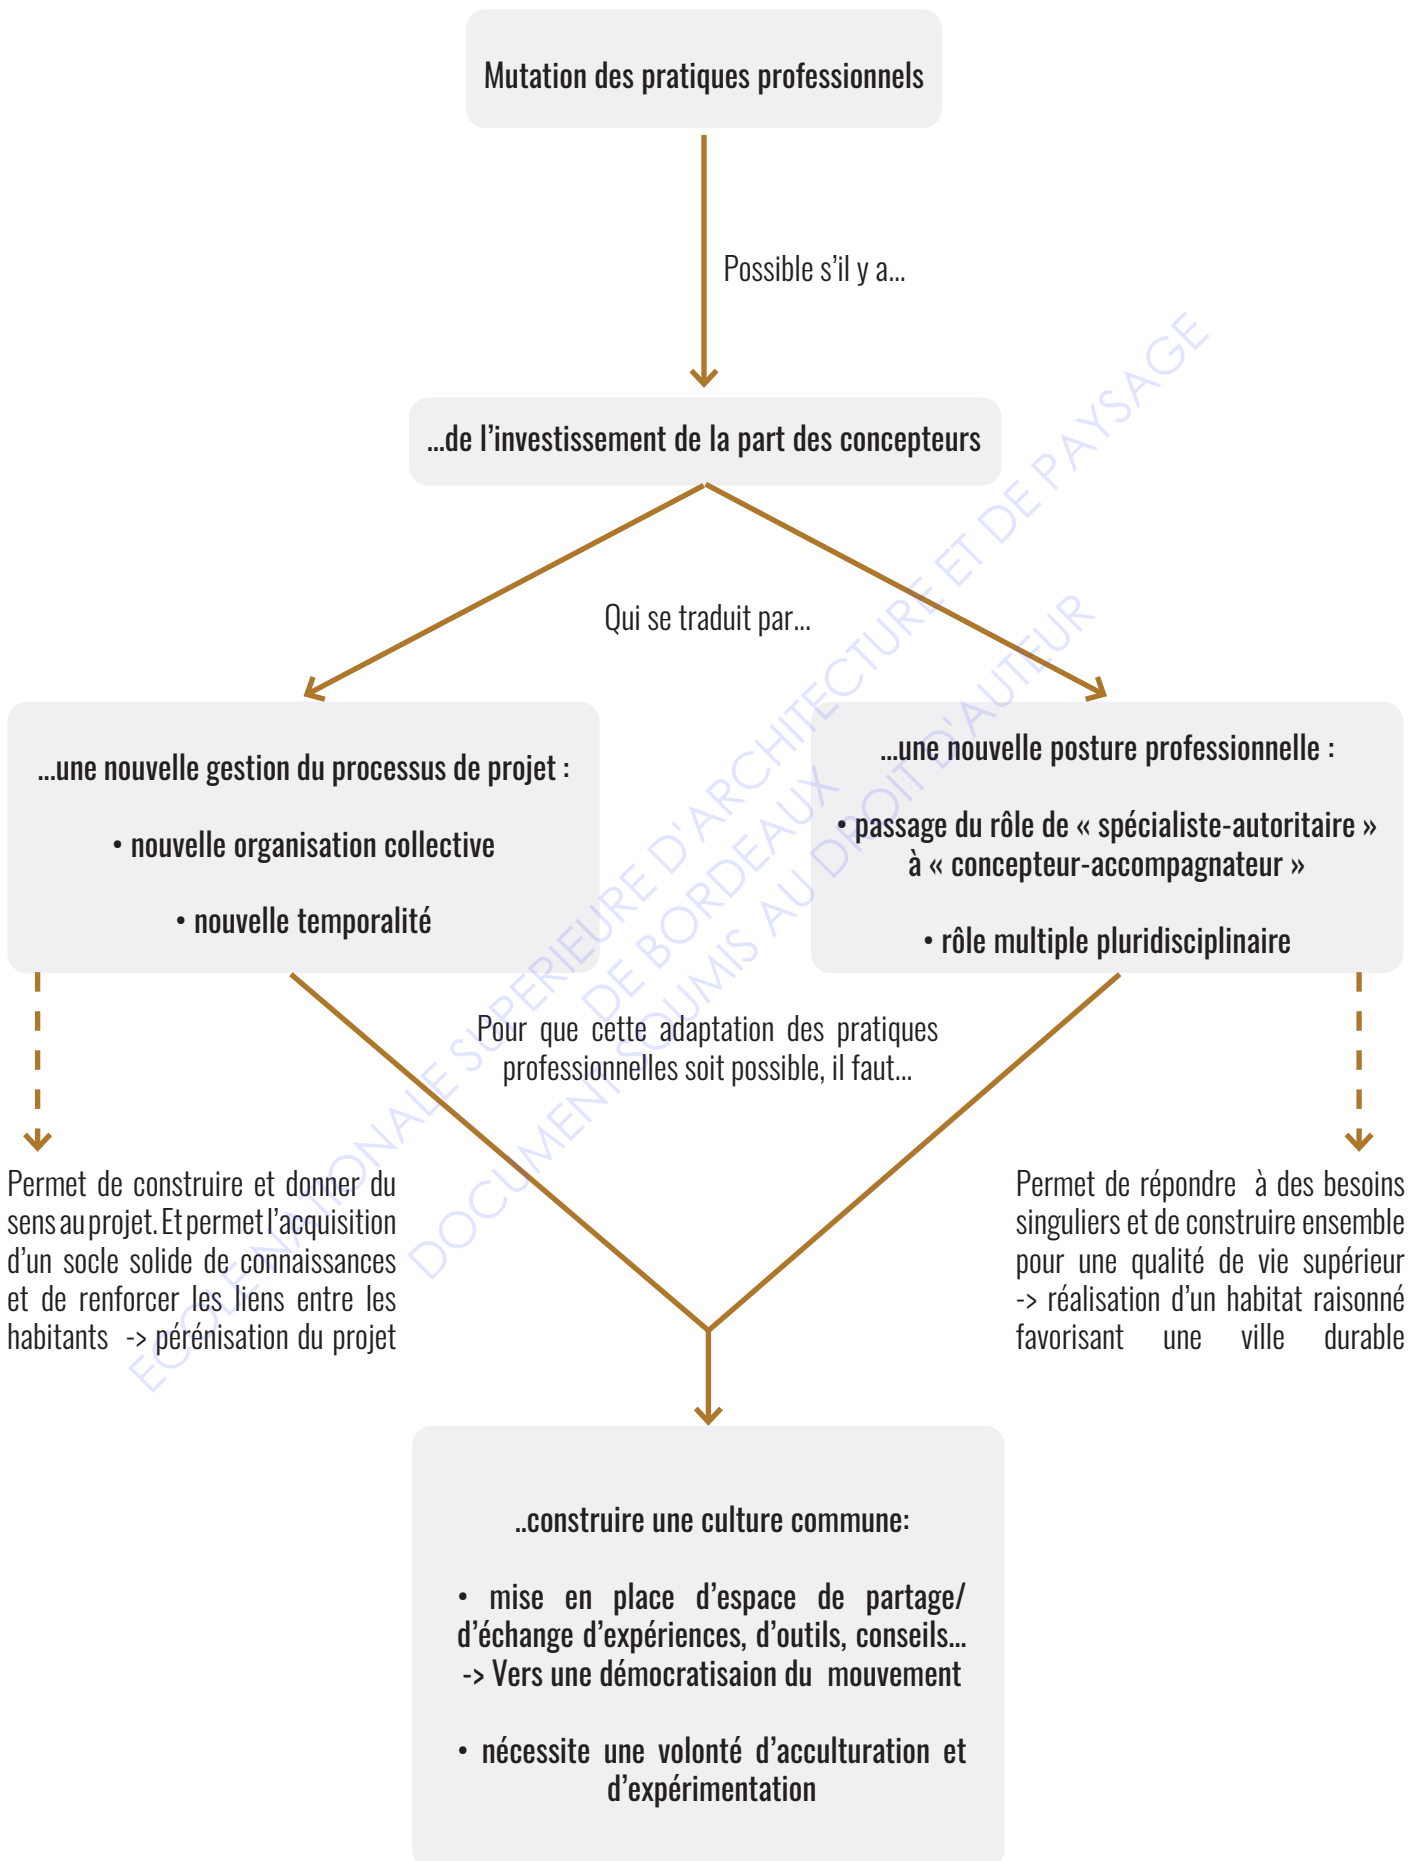 Mutation des pratiques professionnels
Possible s'il y a...
...de l'investissement de la part des concepteurs
Qui se traduit par...
...une nouvelle gestion du processus de projet :
• nouvelle organisation collective
• nouvelle temporalité
...une nouvelle posture professionnelle :
• passage du rôle de « spécialiste-autoritaire »
à « concepteur-accompagnateur »
• rôle multiple pluridisciplinaire
Pour que cette adaptation des pratiques
professionnelles soit possible, il faut...
Permet de construire et donner du
sens au projet. Et permet l'acquisition
d'un socle solide de connaissances
et de renforcer les liens entre les
habitants -> pérénisation du projet
Permet de répondre à des besoins
singuliers et de construire ensemble
pour une qualité de vie supérieur
-> réalisation d'un habitat raisonné
favorisant une ville durable
..construire une culture commune:
• mise en place d'espace de partage/
d'échange d'expériences, d'outils, conseils...
-> Vers une démocratisaion du mouvement
• nécessite une volonté d'acculturation et
d'expérimentation
ECOLE NATIONALE SUPERIEURE D'ARCHITECTURE ET DE PAYSAGE
DE BORDEAUX
DOCUMENT SOUMIS AU DROIT D'AUTEUR